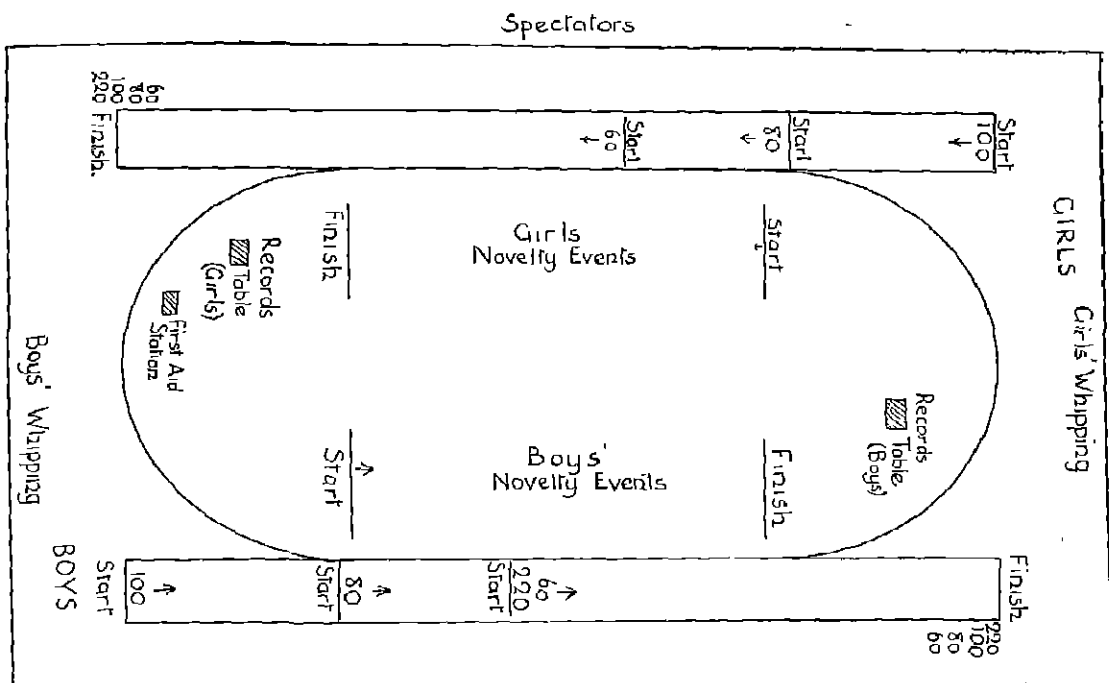 Spectators
60
80
100
220 Finish.
Start
60
Start
80
Start
100
GIRLS
Girls' Whipping
Finish
Girls
Novelty Events
Start
Records
Table
(Girls)
First Aid
Station
Records
Table.
(Boys)
Boys' Whipping
Start
Boys'
Novelty Events
Finish
BOYS
Start
100
Start
80
Start
220
60
Finish
220
100
80
60